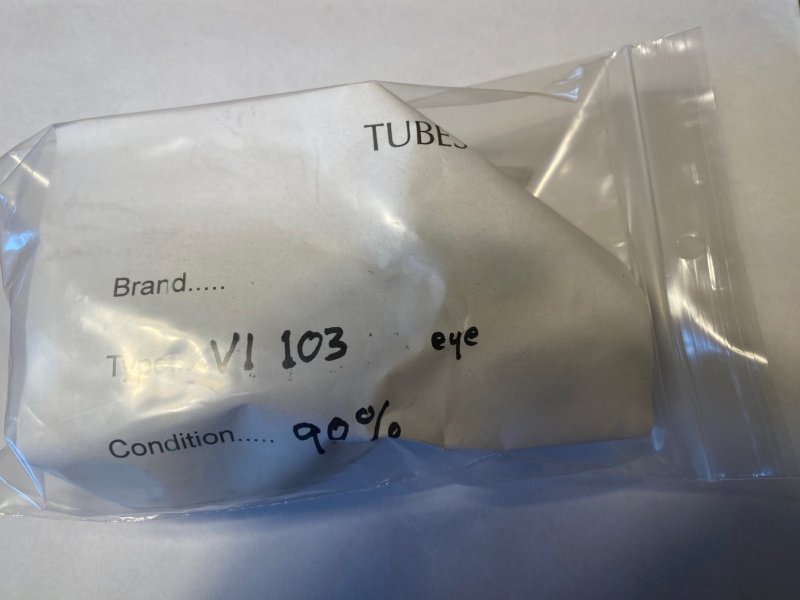 TUBES
Brand.....
Type.... VI 103 eye
Condition..... 90%